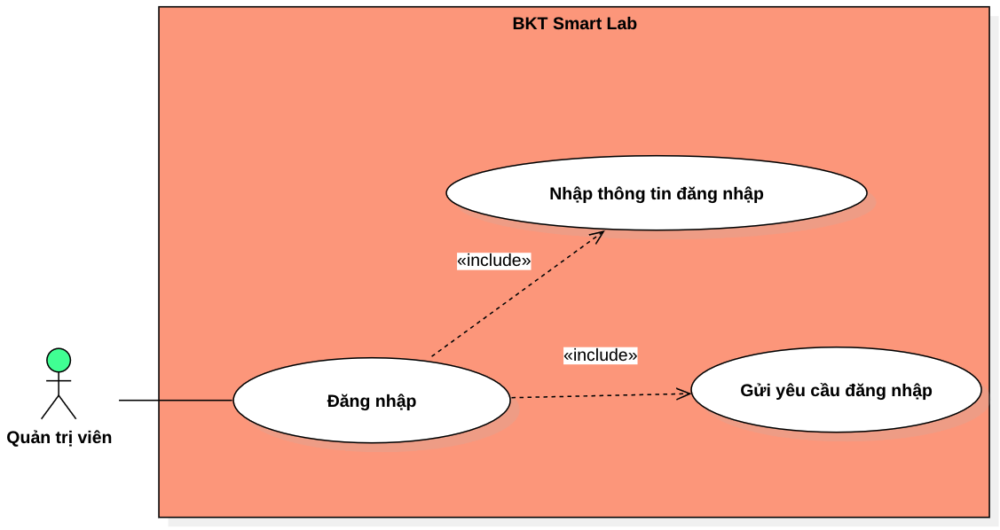 BKT Smart Lab
Nhập thông tin đăng nhập
«include»
«include»
Gửi yêu cầu đăng nhập
Đăng nhập
Quản trị viên